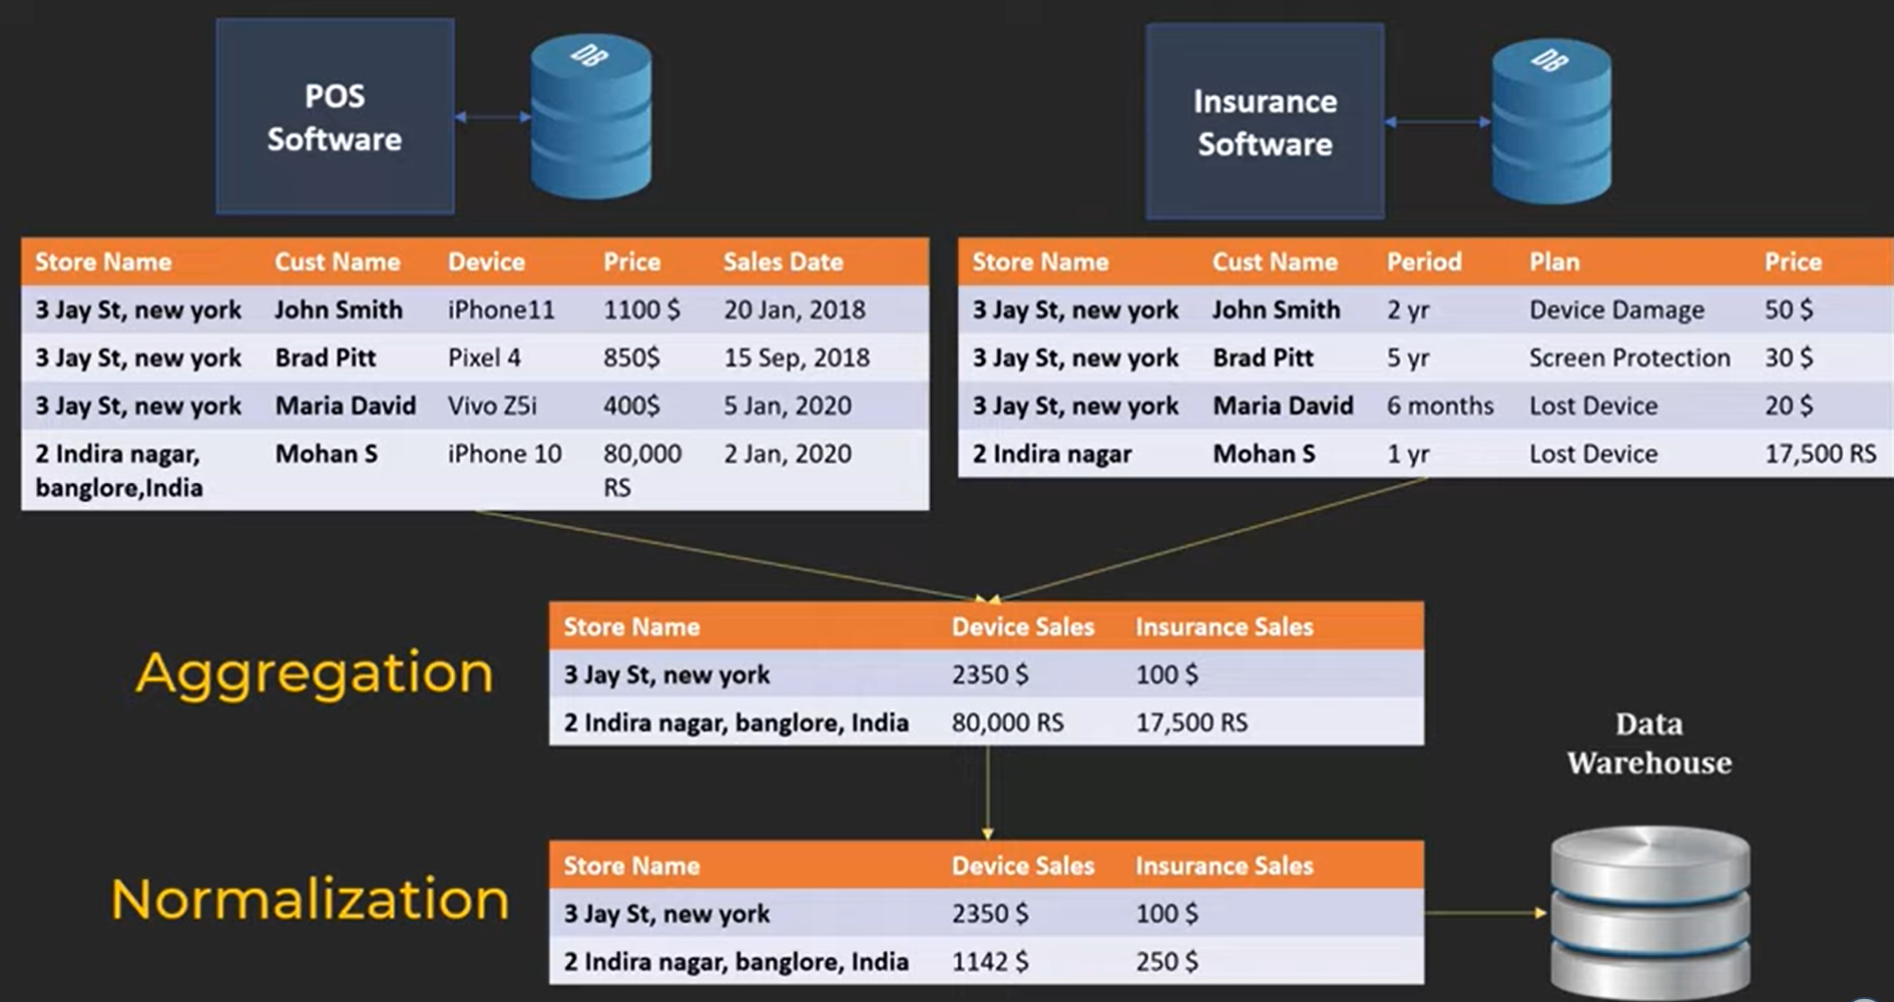 POS
Software
DB
Insurance
Software
DB
Store Name Cust Name Device Price Sales Date
3 Jay St, new york John Smith iPhone11 1100 $ 20 Jan, 2018
3 Jay St, new york Brad Pitt Pixel 4 850$ 15 Sep, 2018
3 Jay St, new york Maria David Vivo Z5i 400$ 5 Jan, 2020
2 Indira nagar, Mohan S iPhone 10 80,000 2 Jan, 2020
banglore,India RS
Store Name Cust Name Period Plan Price
3 Jay St, new york John Smith 2 yr Device Damage 50 $
3 Jay St, new york Brad Pitt 5 yr Screen Protection 30 $
3 Jay St, new york Maria David 6 months Lost Device 20 $
2 Indira nagar Mohan S 1 yr Lost Device 17,500 RS
Aggregation
Store Name Device Sales Insurance Sales
3 Jay St, new york 2350 $ 100 $
2 Indira nagar, banglore, India 80,000 RS 17,500 RS
Data
Warehouse
Normalization
Store Name Device Sales Insurance Sales
3 Jay St, new york 2350 $ 100 $
2 Indira nagar, banglore, India 1142 $ 250 $